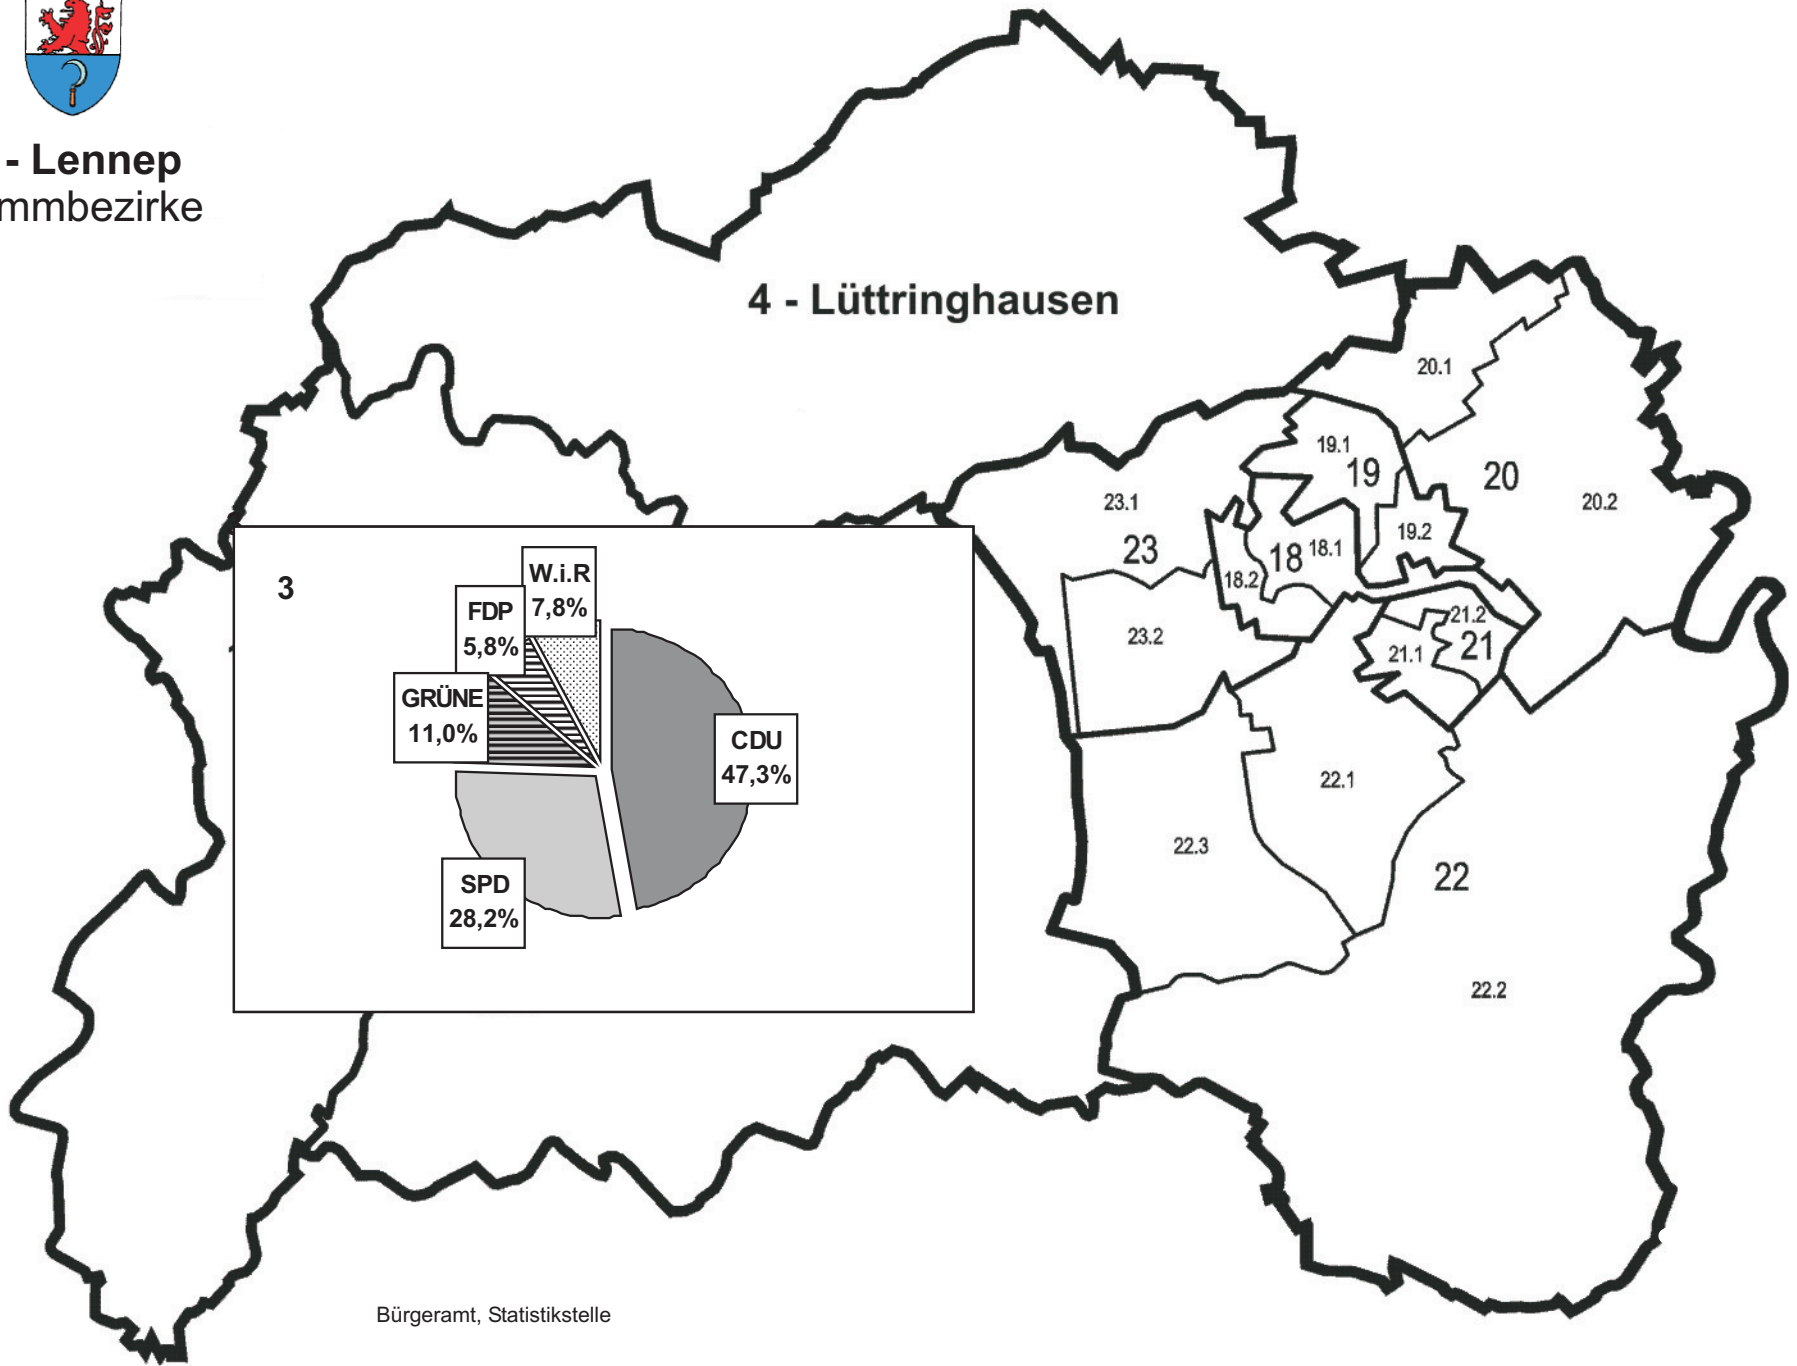 - Lennep
mmbezirke
4 - Lüttringhausen
20.1
19.1
19
20
20.2
23.1
23
19.2
18
18.1
18.2
23.2
21.2
21
21.1
22.1
22.3
22
22.2
3
W.i.R
7,8%
FDP
5,8%
GRÜNE
11,0%
CDU
47,3%
SPD
28,2%
Bürgeramt, Statistikstelle